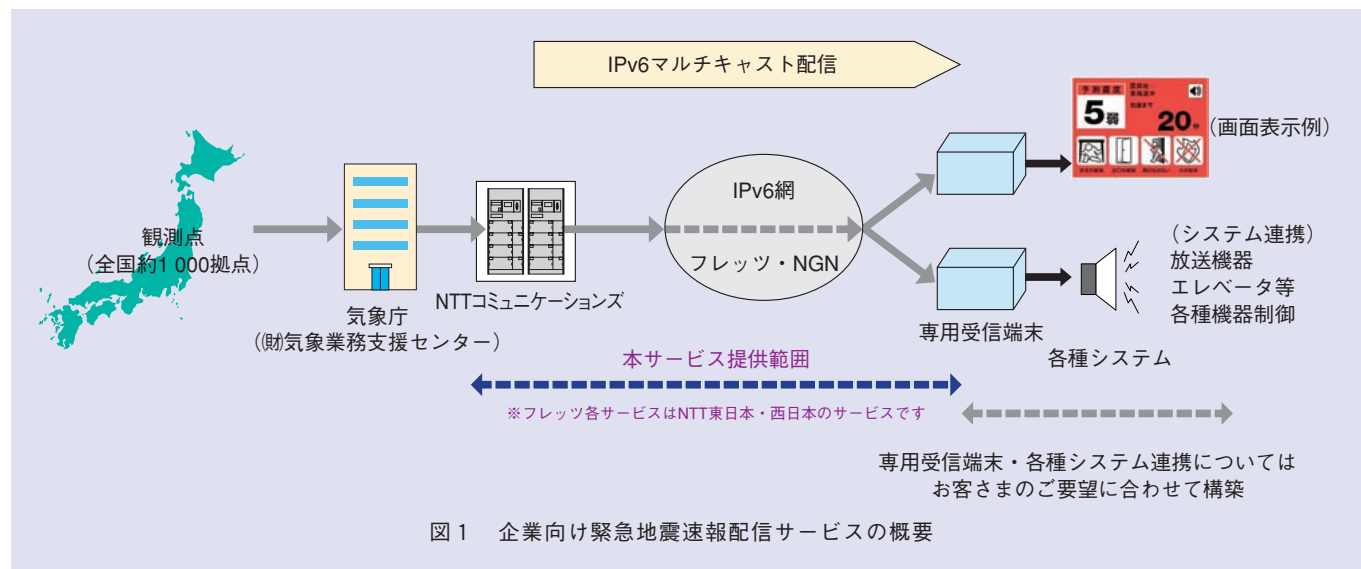 IPv6マルチキャスト配信
予測震度
5弱
20秒
(画面表示例)
観測点
(全国約1 000拠点)
気象庁
(㈶気象業務支援センター)
NTTコミュニケーションズ
IPv6網
フレッツ・NGN
専用受信端末
(システム連携)
放送機器
エレベータ等
各種機器制御
各種システム
本サービス提供範囲
※フレッツ各サービスはNTT東日本・西日本のサービスです
専用受信端末・各種システム連携については
お客さまのご要望に合わせて構築
図1 企業向け緊急地震速報配信サービスの概要